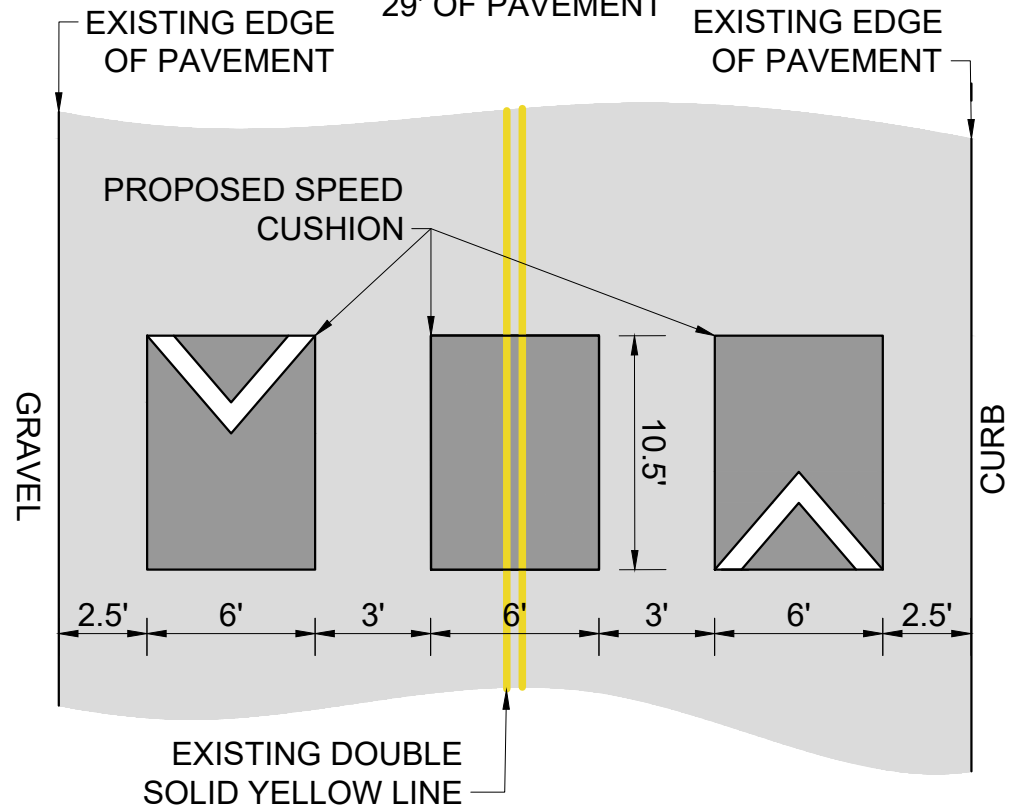 29' OF PAVEMENT
EXISTING EDGE
OF PAVEMENT
EXISTING EDGE
OF PAVEMENT
PROPOSED SPEED
CUSHION
GRAVEL
10.5'
CURB
2.5' 6' 3' 6' 3' 6' 2.5'
EXISTING DOUBLE
SOLID YELLOW LINE